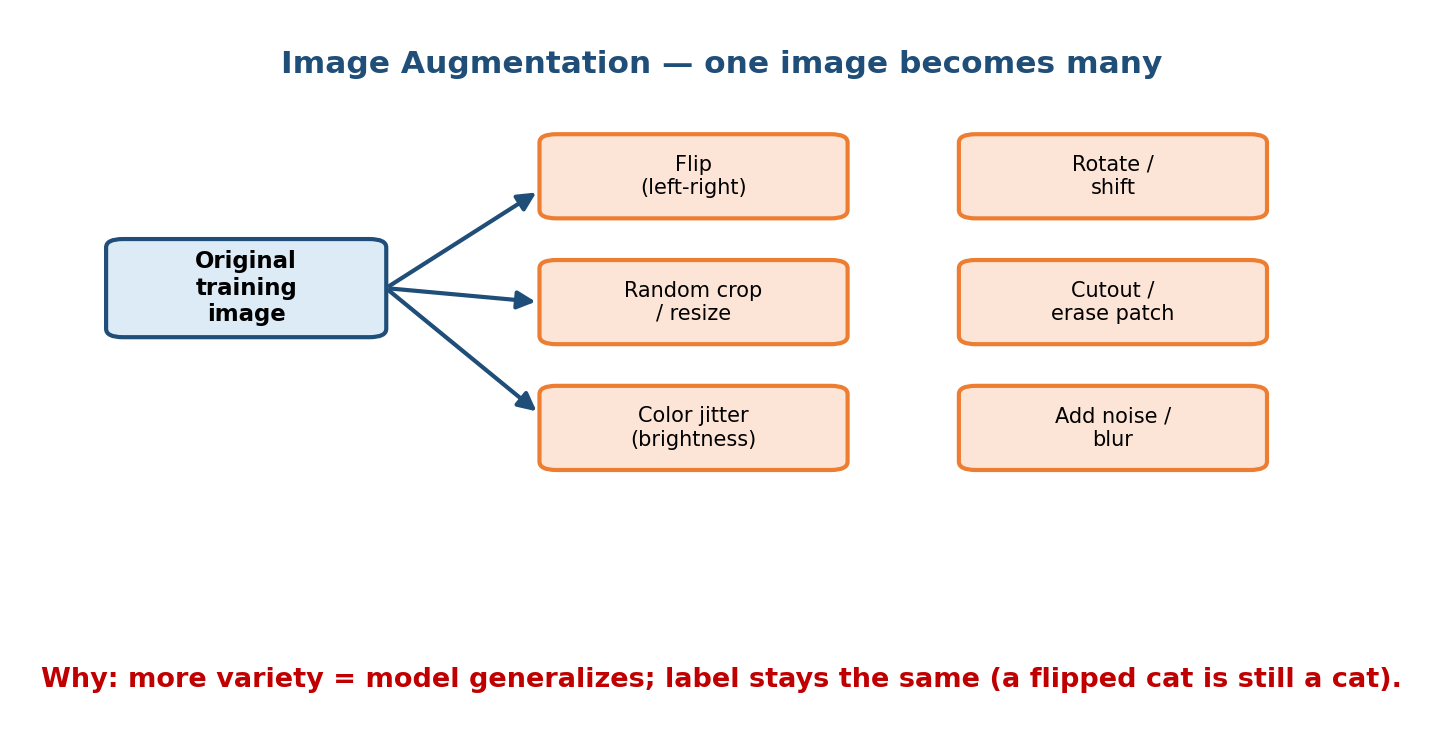 Image Augmentation — one image becomes many
Flip
(left-right)
Rotate /
shift
Original
training
image
Random crop
/ resize
Cutout /
erase patch
Color jitter
(brightness)
Add noise /
blur
Why: more variety = model generalizes; label stays the same (a flipped cat is still a cat).